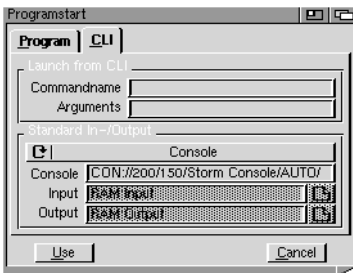 Programstart
Program CLI
Launch from CLI
Commandname
Arguments
Standard In-/Output
Console
Console CON://200/150/Storm Console/AUTO/
Input RAM:Input
Output RAM:Output
Use Cancel